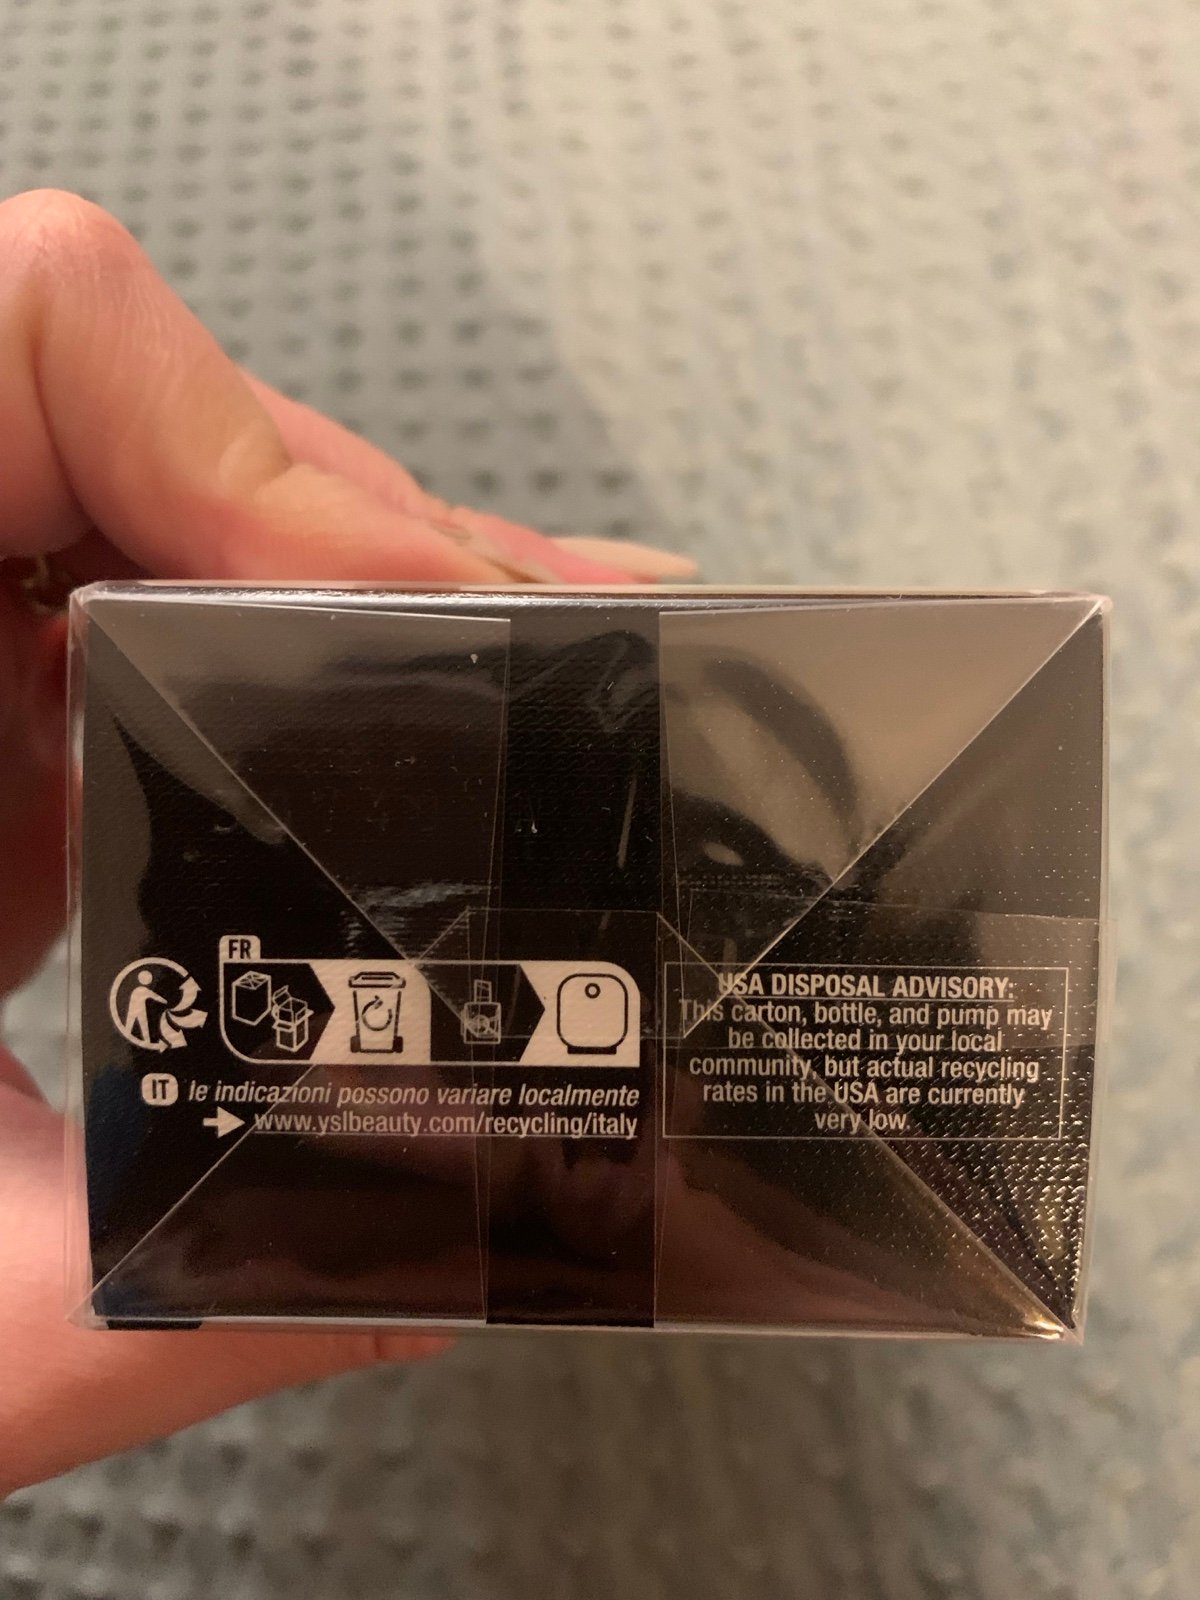 FR
IT le indicazioni possono variare localmente
www.yslbeauty.com/recycling/italy
USA DISPOSAL ADVISORY:
This carton, bottle, and pump may
be collected in your local
community, but actual recycling
rates in the USA are currently
very low.